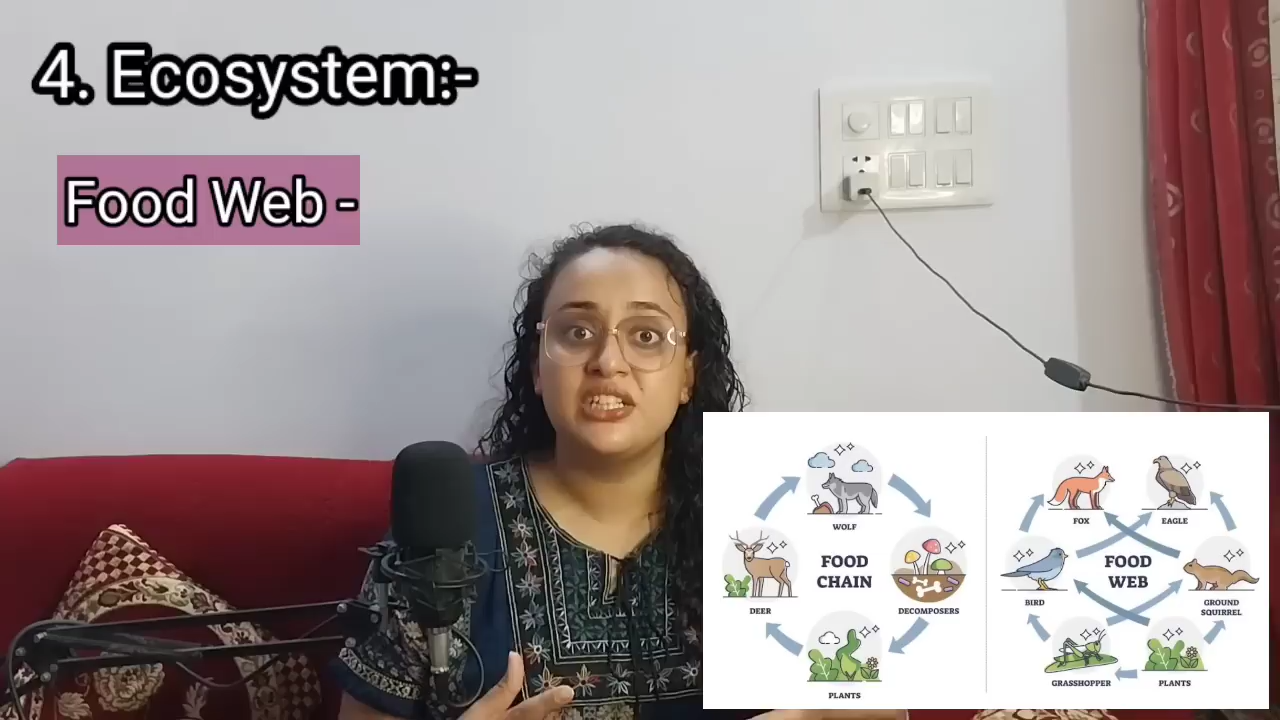 4. Ecosystem:-
Food Web -
WOLF
FOOD
CHAIN
DEER
DECOMPOSERS
PLANTS
FOX
EAGLE
FOOD
WEB
BIRD
GROUND
SQUIRREL
GRASSHOPPER
PLANTS